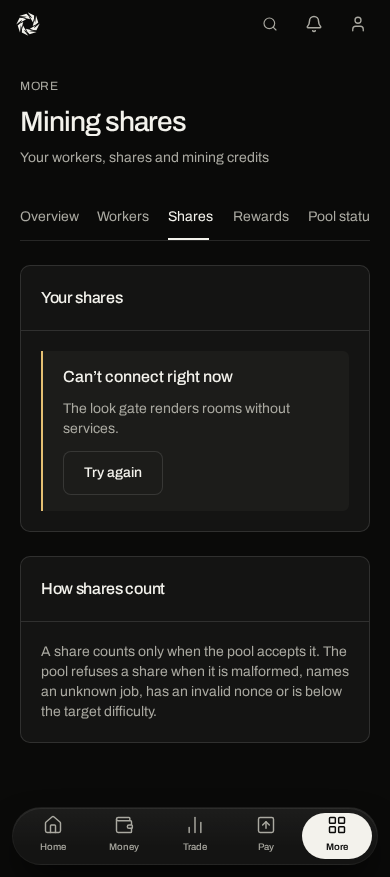 MORE
Mining shares
Your workers, shares and mining credits
Overview Workers Shares Rewards Pool statu
Your shares
Can’t connect right now
The look gate renders rooms without
services.
Try again
How shares count
A share counts only when the pool accepts it. The
pool refuses a share when it is malformed, names
an unknown job, has an invalid nonce or is below
the target difficulty.
Home Money Trade Pay More